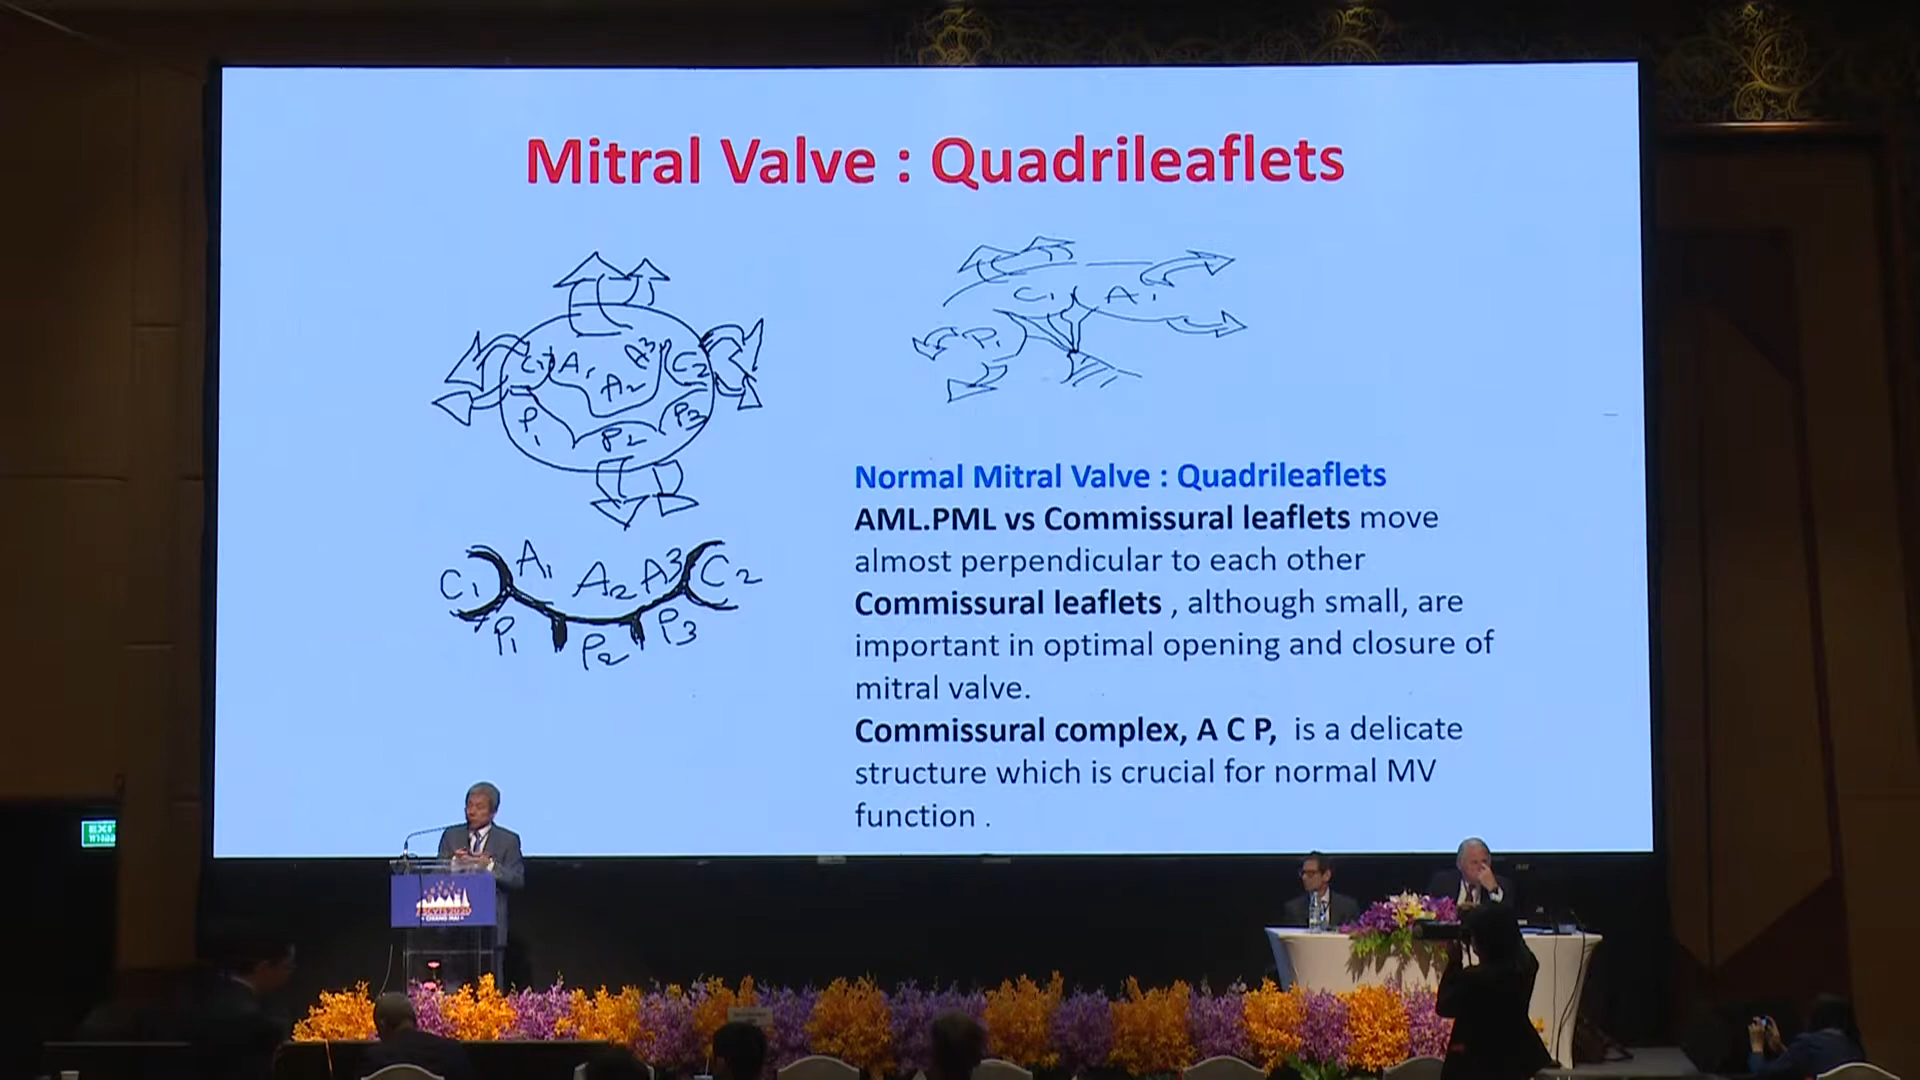 Mitral Valve : Quadrileaflets
C1 A1 A2 A3 C2
P1 P2 P3
C1 A1
P1
C1 A1 A2 A3 C2
P1 P2 P3
Normal Mitral Valve : Quadrileaflets
AML.PML vs Commissural leaflets move
almost perpendicular to each other
Commissural leaflets , although small, are
important in optimal opening and closure of
mitral valve.
Commissural complex, A C P, is a delicate
structure which is crucial for normal MV
function .
EXIT
CHIANG MAI